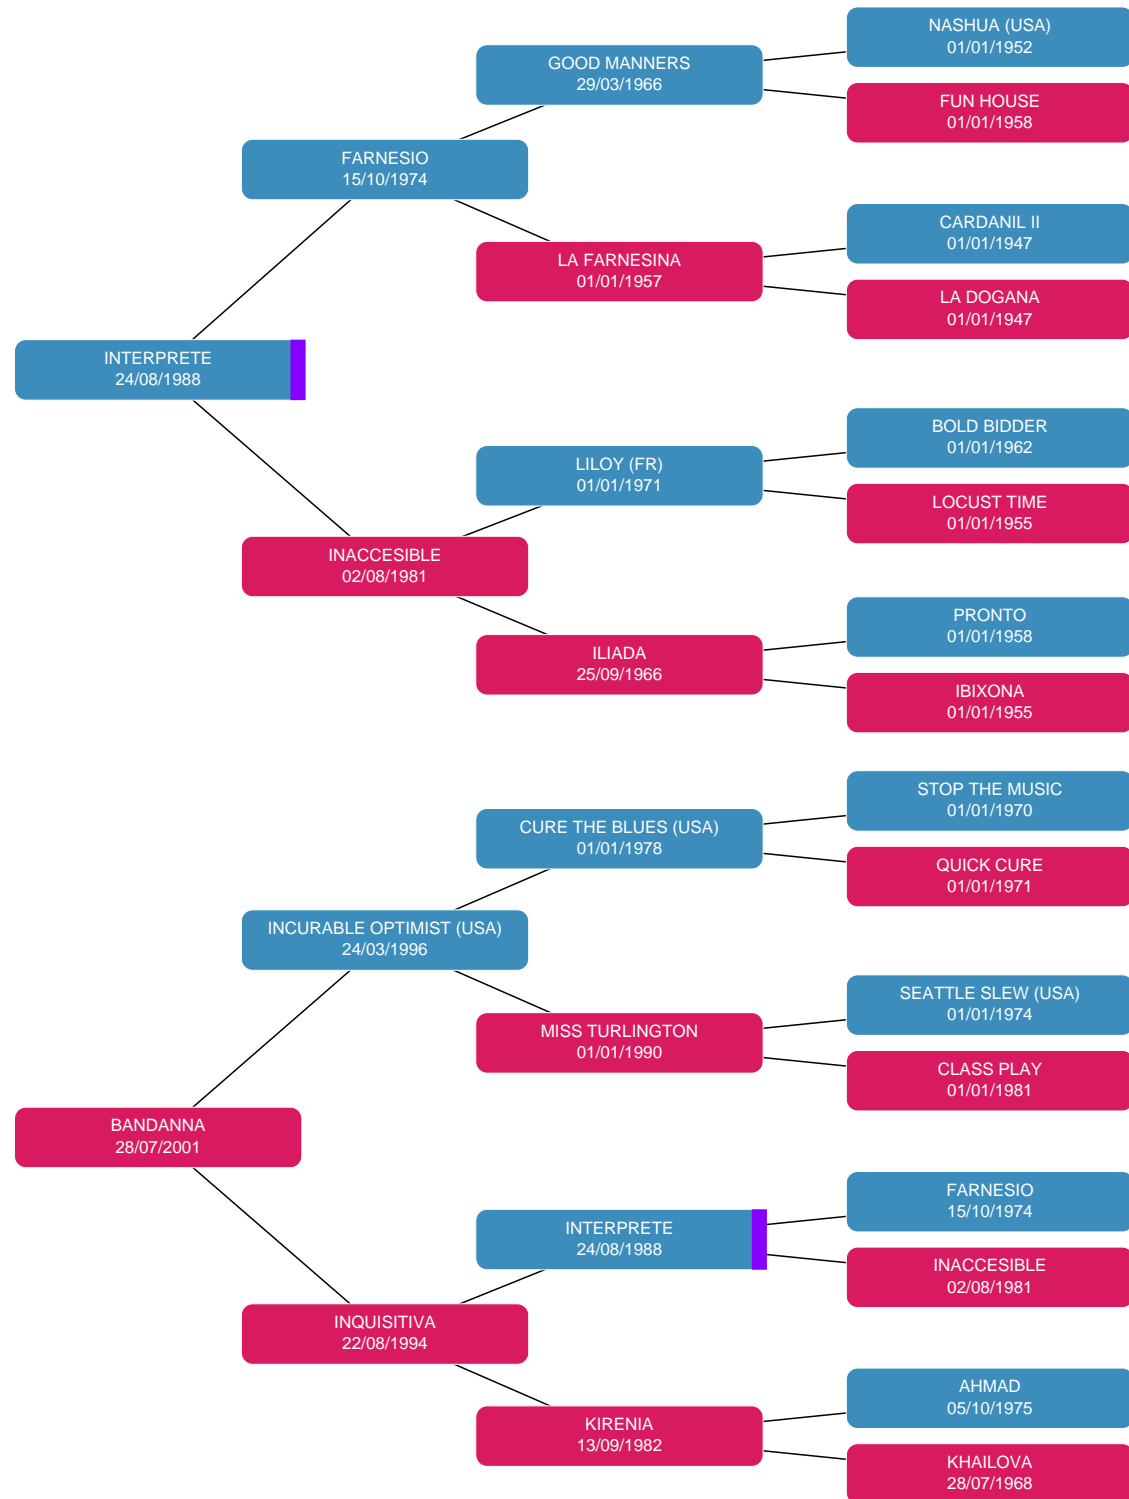 NASHUA (USA)
01/01/1952
GOOD MANNERS
29/03/1966
FUN HOUSE
01/01/1958
FARNESIO
15/10/1974
CARDANIL II
01/01/1947
LA FARNESINA
01/01/1957
LA DOGANA
01/01/1947
INTERPRETE
24/08/1988
BOLD BIDDER
01/01/1962
LILOY (FR)
01/01/1971
LOCUST TIME
01/01/1955
INACCESIBLE
02/08/1981
PRONTO
01/01/1958
ILIADA
25/09/1966
IBIXONA
01/01/1955
STOP THE MUSIC
01/01/1970
CURE THE BLUES (USA)
01/01/1978
QUICK CURE
01/01/1971
INCURABLE OPTIMIST (USA)
24/03/1996
SEATTLE SLEW (USA)
01/01/1974
MISS TURLINGTON
01/01/1990
CLASS PLAY
01/01/1981
BANDANNA
28/07/2001
FARNESIO
15/10/1974
INTERPRETE
24/08/1988
INACCESIBLE
02/08/1981
INQUISITIVA
22/08/1994
AHMAD
05/10/1975
KIRENIA
13/09/1982
KHAILOVA
28/07/1968